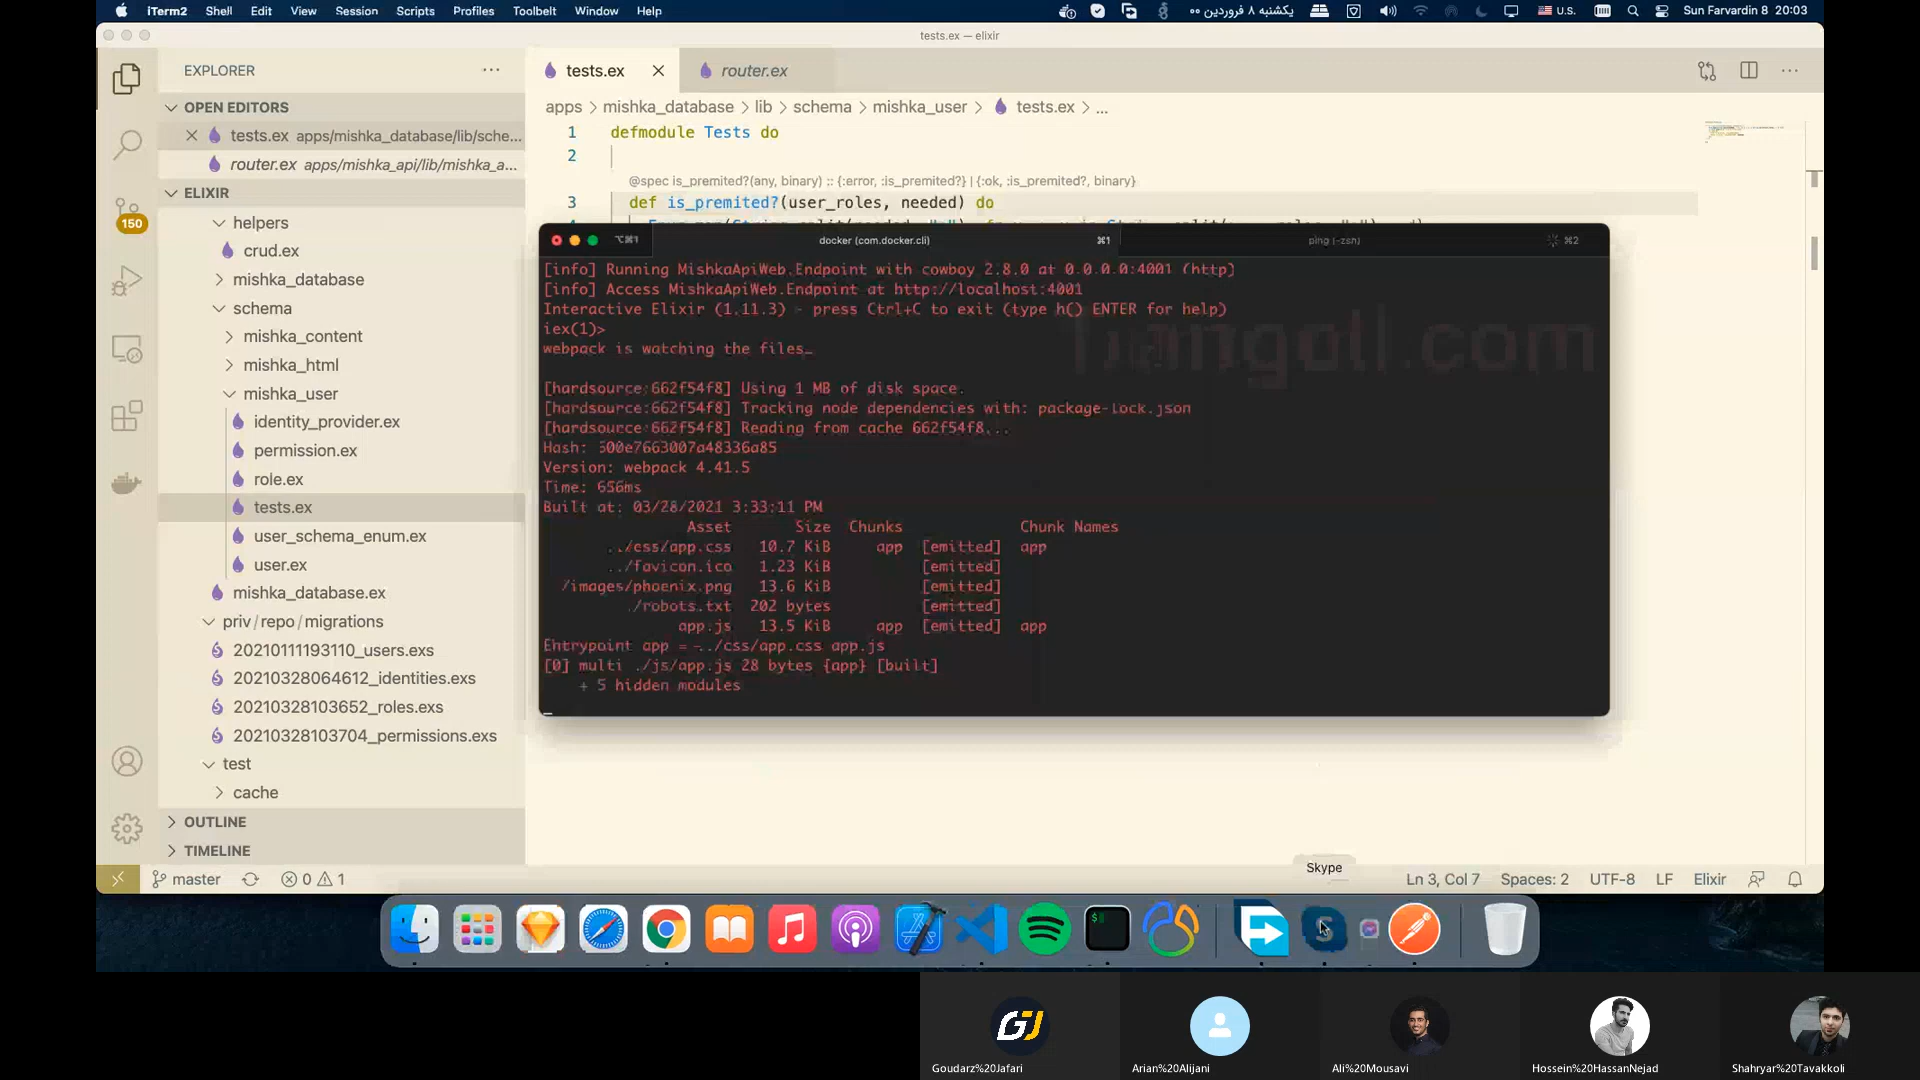 iTerm2 Shell Edit View Session Scripts Profiles Toolbelt Window Help
یکشنبه ۸ فروردین ۰۰ U.S. Sun Farvardin 8 20:03
tests.ex — elixir
EXPLORER
OPEN EDITORS
tests.ex apps/mishka_database/lib/sche...
router.ex apps/mishka_api/lib/mishka_a...
ELIXIR
helpers
crud.ex
mishka_database
schema
mishka_content
mishka_html
mishka_user
identity_provider.ex
permission.ex
role.ex
tests.ex
user_schema_enum.ex
user.ex
mishka_database.ex
priv/repo/migrations
20210111193110_users.exs
20210328064612_identities.exs
20210328103652_roles.exs
20210328103704_permissions.exs
test
cache
OUTLINE
TIMELINE
150
tests.ex
router.ex
apps > mishka_database > lib > schema > mishka_user > tests.ex > ...
1 defmodule Tests do
2
@spec is_premited?(any, binary) :: {:error, :is_premited?} | {:ok, :is_premited?, binary}
3 def is_premited?(user_roles, needed) do
docker (com.docker.cli) ⌘1
ping (-zsh) ⌘2
⌥⌘1
[info] Running MishkaApiWeb.Endpoint with cowboy 2.8.0 at 0.0.0.0:4001 (http)
[info] Access MishkaApiWeb.Endpoint at http://localhost:4001
Interactive Elixir (1.11.3) - press Ctrl+C to exit (type h() ENTER for help)
iex(1)>
webpack is watching the files…
[hardsource:662f54f8] Using 1 MB of disk space.
[hardsource:662f54f8] Tracking node dependencies with: package-lock.json
[hardsource:662f54f8] Reading from cache 662f54f8...
Hash: 500e7663007a48336a85
Version: webpack 4.41.5
Time: 656ms
Built at: 03/28/2021 3:33:11 PM
Asset Size Chunks Chunk Names
../css/app.css 10.7 KiB app [emitted] app
../favicon.ico 1.23 KiB [emitted]
/images/phoenix.png 13.6 KiB [emitted]
./robots.txt 202 bytes [emitted]
app.js 13.5 KiB app [emitted] app
Entrypoint app = ../css/app.css app.js
[0] multi ./js/app.js 28 bytes {app} [built]
+ 5 hidden modules
master 0 1
Ln 3, Col 7 Spaces: 2 UTF-8 LF Elixir
Skype
Goudarz%20Jafari
Arian%20Alijani
Ali%20Mousavi
Hossein%20HassanNejad
Shahryar%20Tavakkoli